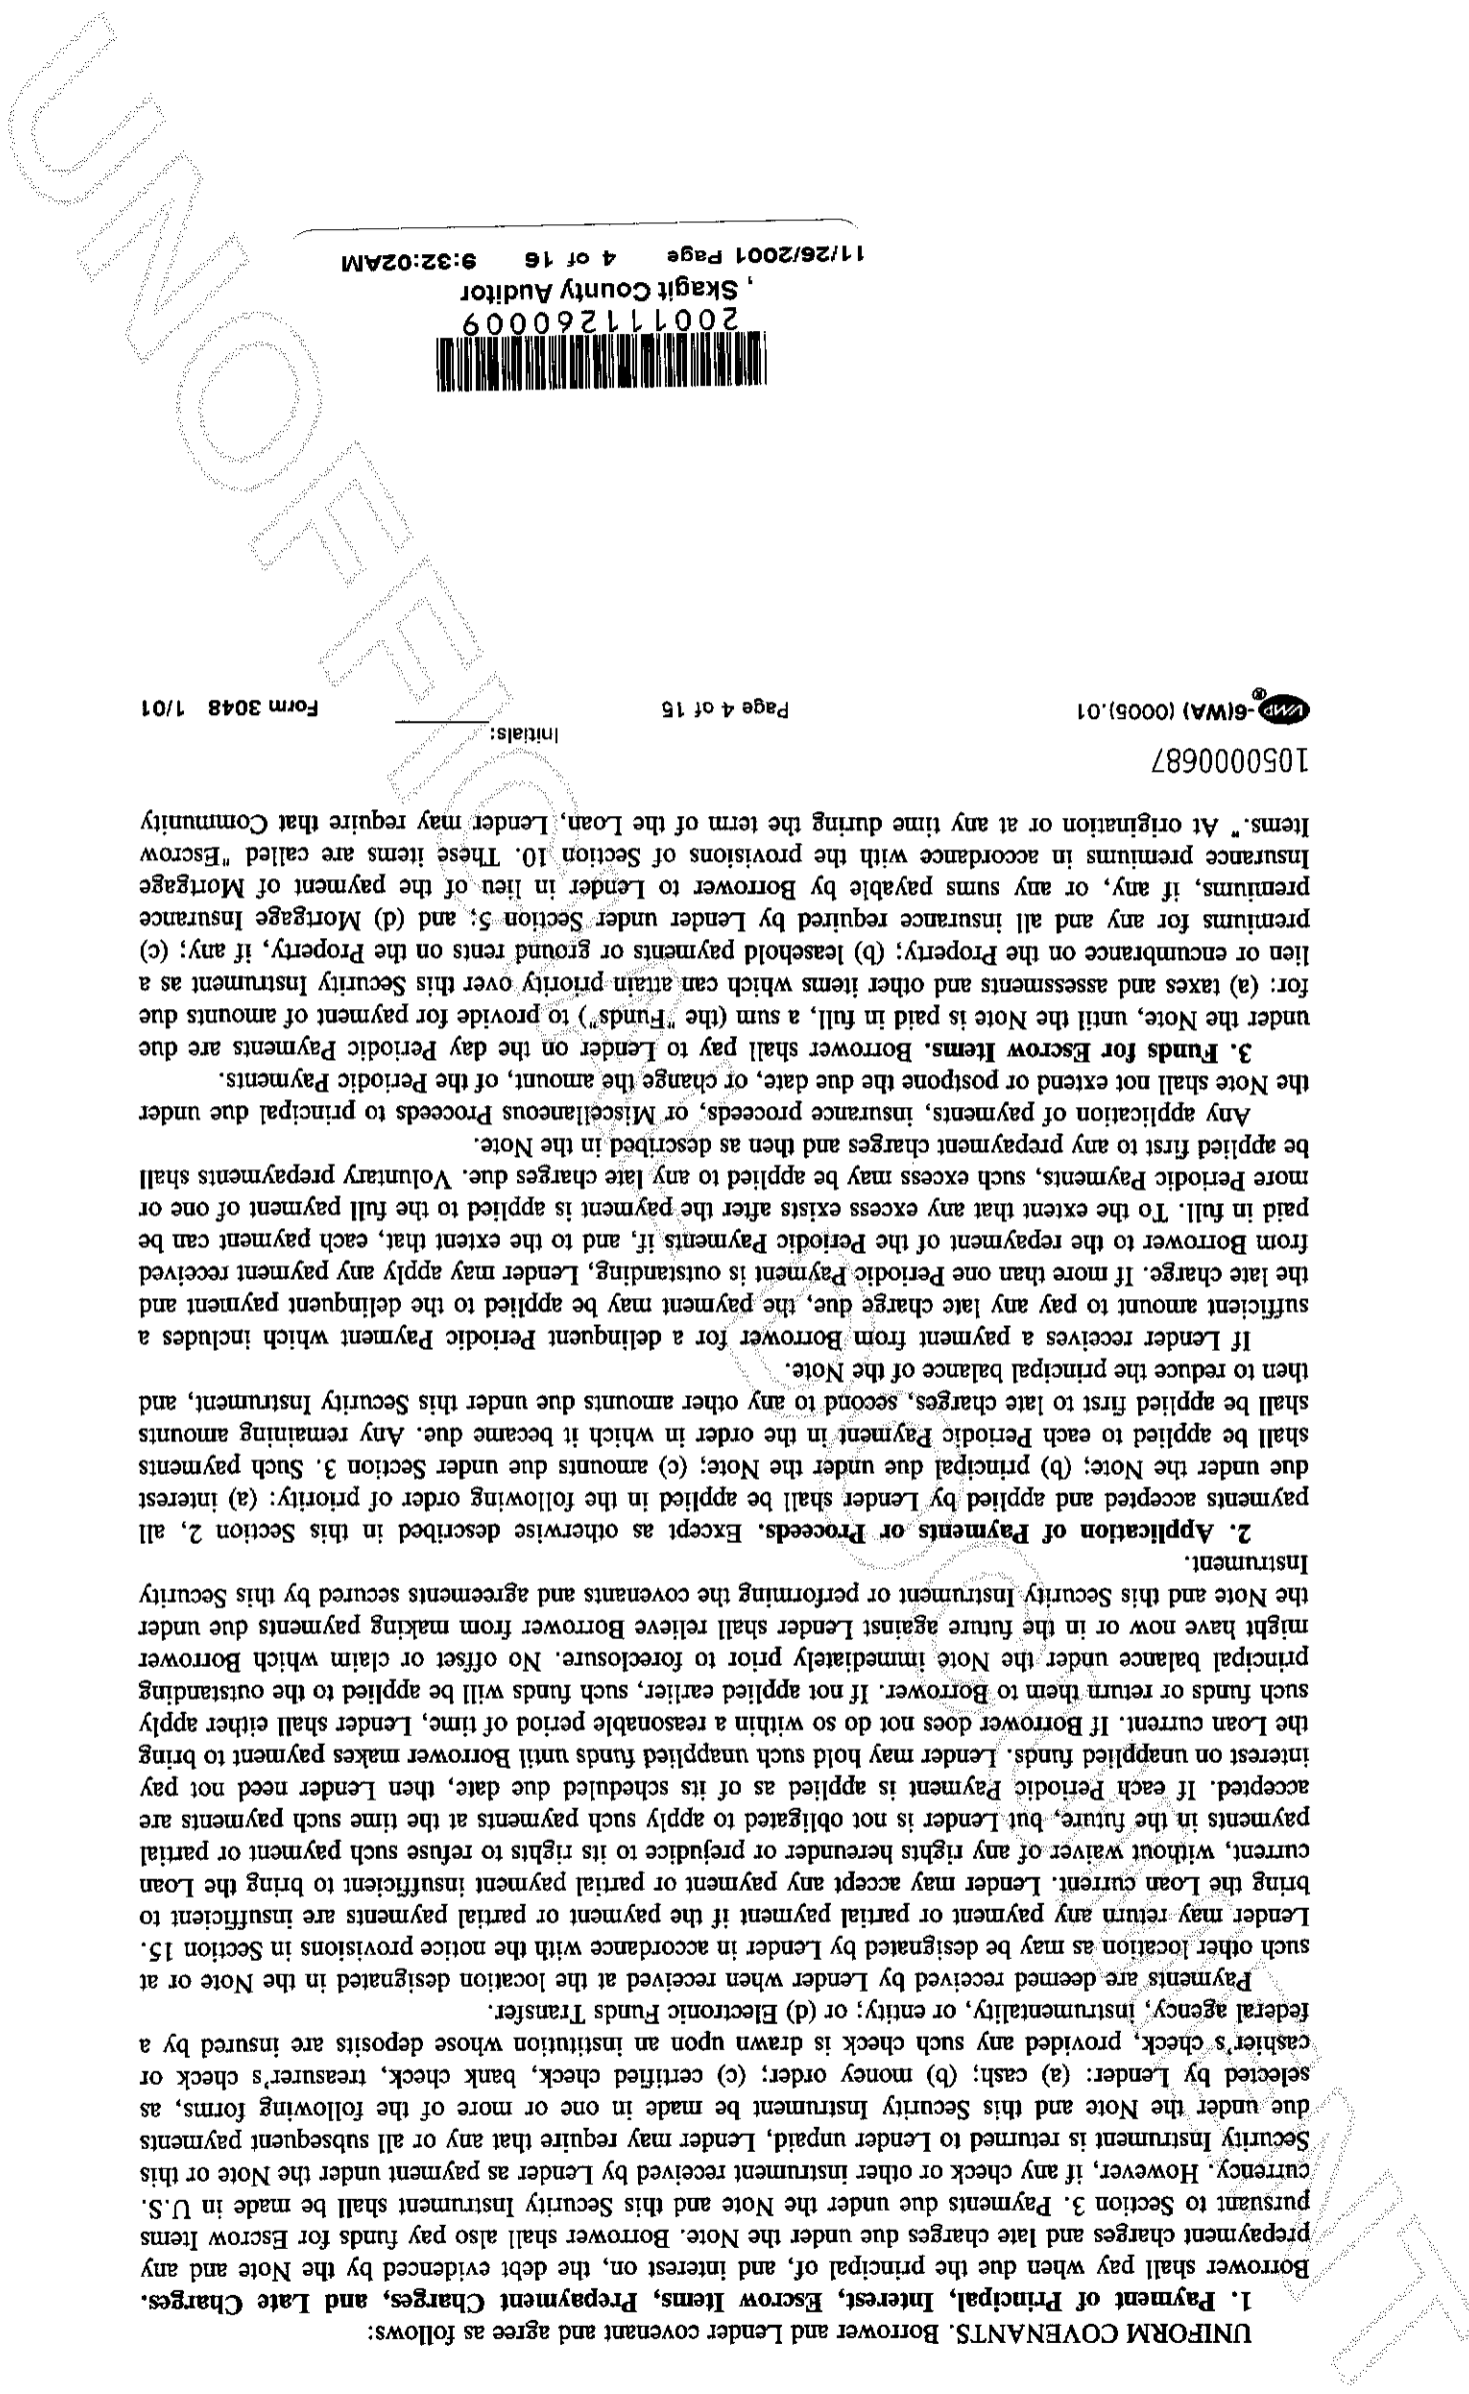 UNIFORM COVENANTS. Borrower and Lender covenant and agree as follows:
1. Payment of Principal, Interest, Escrow Items, Prepayment Charges, and Late Charges.
Borrower shall pay when due the principal of, and interest on, the debt evidenced by the Note and any
prepayment charges and late charges due under the Note. Borrower shall also pay funds for Escrow Items
pursuant to Section 3. Payments due under the Note and this Security Instrument shall be made in U.S.
currency. However, if any check or other instrument received by Lender as payment under the Note or this
Security Instrument is returned to Lender unpaid, Lender may require that any or all subsequent payments
due under the Note and this Security Instrument be made in one or more of the following forms, as
selected by Lender: (a) cash; (b) money order; (c) certified check, bank check, treasurer's check or
cashier's check, provided any such check is drawn upon an institution whose deposits are insured by a
federal agency, instrumentality, or entity; or (d) Electronic Funds Transfer.
Payments are deemed received by Lender when received at the location designated in the Note or at
such other location as may be designated by Lender in accordance with the notice provisions in Section 15.
Lender may return any payment or partial payment if the payment or partial payments are insufficient to
bring the Loan current. Lender may accept any payment or partial payment insufficient to bring the Loan
current, without waiver of any rights hereunder or prejudice to its rights to refuse such payment or partial
payments in the future, but Lender is not obligated to apply such payments at the time such payments are
accepted. If each Periodic Payment is applied as of its scheduled due date, then Lender need not pay
interest on unapplied funds. Lender may hold such unapplied funds until Borrower makes payment to bring
the Loan current. If Borrower does not do so within a reasonable period of time, Lender shall either apply
such funds or return them to Borrower. If not applied earlier, such funds will be applied to the outstanding
principal balance under the Note immediately prior to foreclosure. No offset or claim which Borrower
might have now or in the future against Lender shall relieve Borrower from making payments due under
the Note and this Security Instrument or performing the covenants and agreements secured by this Security
Instrument.
2. Application of Payments or Proceeds. Except as otherwise described in this Section 2, all
payments accepted and applied by Lender shall be applied in the following order of priority: (a) interest
due under the Note; (b) principal due under the Note; (c) amounts due under Section 3. Such payments
shall be applied to each Periodic Payment in the order in which it became due. Any remaining amounts
shall be applied first to late charges, second to any other amounts due under this Security Instrument, and
then to reduce the principal balance of the Note.
If Lender receives a payment from Borrower for a delinquent Periodic Payment which includes a
sufficient amount to pay any late charge due, the payment may be applied to the delinquent payment and
the late charge. If more than one Periodic Payment is outstanding, Lender may apply any payment received
from Borrower to the repayment of the Periodic Payments if, and to the extent that, each payment can be
paid in full. To the extent that any excess exists after the payment is applied to the full payment of one or
more Periodic Payments, such excess may be applied to any late charges due. Voluntary prepayments shall
be applied first to any prepayment charges and then as described in the Note.
Any application of payments, insurance proceeds, or Miscellaneous Proceeds to principal due under
the Note shall not extend or postpone the due date, or change the amount, of the Periodic Payments.
3. Funds for Escrow Items. Borrower shall pay to Lender on the day Periodic Payments are due
under the Note, until the Note is paid in full, a sum (the "Funds") to provide for payment of amounts due
for: (a) taxes and assessments and other items which can attain priority over this Security Instrument as a
lien or encumbrance on the Property; (b) leasehold payments or ground rents on the Property, if any; (c)
premiums for any and all insurance required by Lender under Section 5; and (d) Mortgage Insurance
premiums, if any, or any sums payable by Borrower to Lender in lieu of the payment of Mortgage
Insurance premiums in accordance with the provisions of Section 10. These items are called "Escrow
Items." At origination or at any time during the term of the Loan, Lender may require that Community
1050000687
Initials:
VMP®-6(WA) (0005).01 Page 4 of 15 Form 3048 1/01
200111260009
, Skagit County Auditor
11/26/2001 Page 4 of 16 9:32:02AM
UNOFFICIAL DOCUMENT